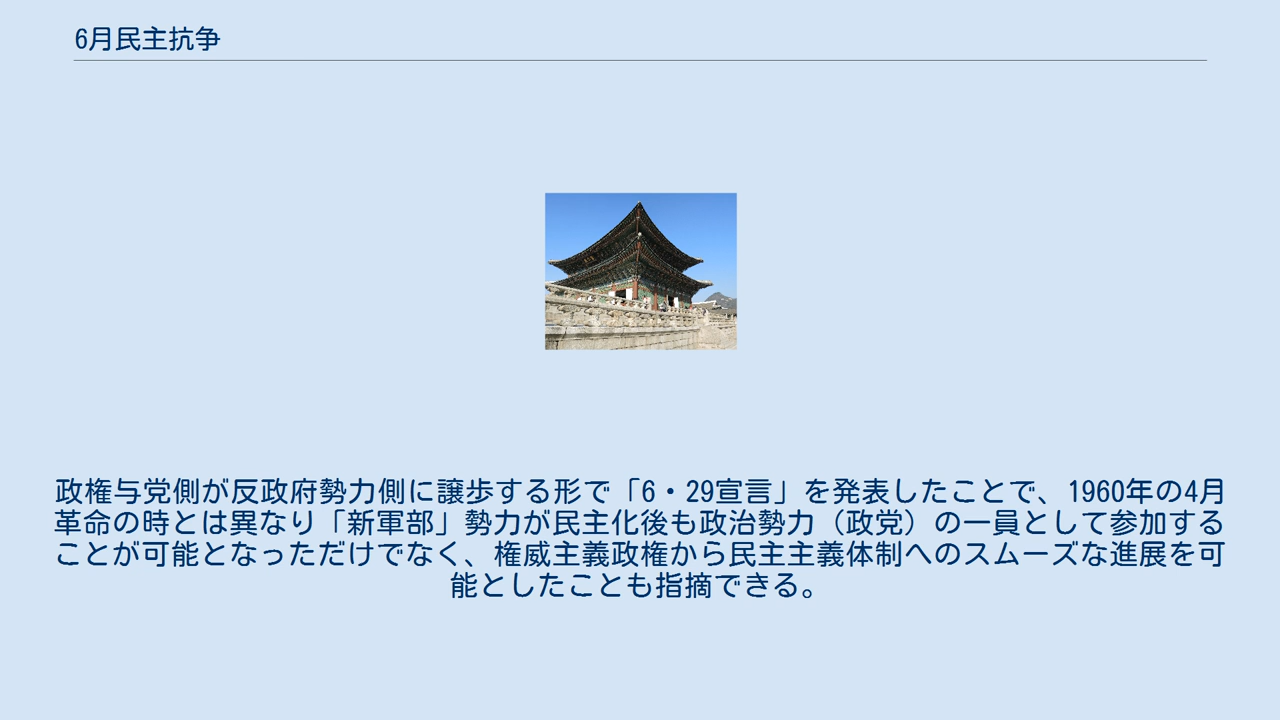 6月民主抗争
政権与党側が反政府勢力側に譲歩する形で「6・29宣言」を発表したことで、1960年の4月
革命の時とは異なり「新軍部」勢力が民主化後も政治勢力（政党）の一員として参加する
ことが可能となっただけでなく、権威主義政権から民主主義体制へのスムーズな進展を可
能としたことも指摘できる。